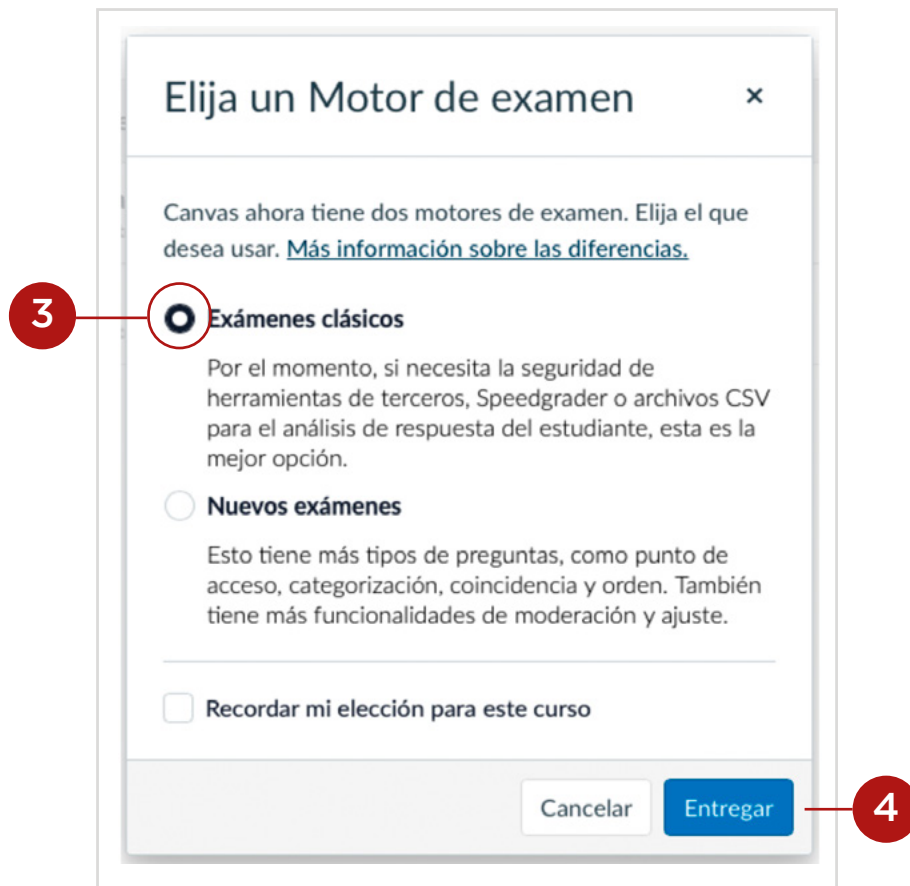 Elija un Motor de examen ×
Canvas ahora tiene dos motores de examen. Elija el que
desea usar. Más información sobre las diferencias.
3
Exámenes clásicos
Por el momento, si necesita la seguridad de
herramientas de terceros, Speedgrader o archivos CSV
para el análisis de respuesta del estudiante, esta es la
mejor opción.
Nuevos exámenes
Esto tiene más tipos de preguntas, como punto de
acceso, categorización, coincidencia y orden. También
tiene más funcionalidades de moderación y ajuste.
Recordar mi elección para este curso
Cancelar Entregar 4